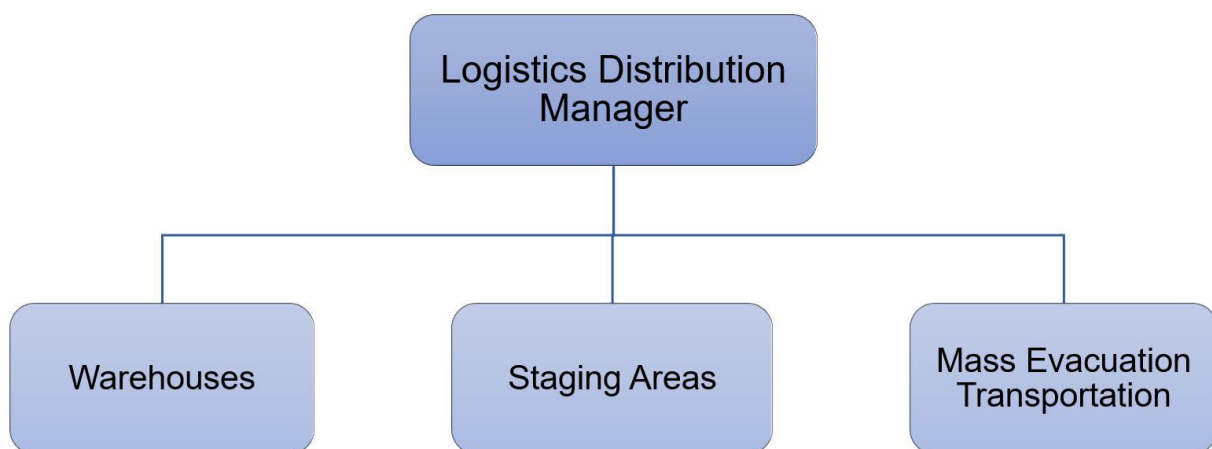 Logistics Distribution
Manager
Warehouses
Staging Areas
Mass Evacuation
Transportation